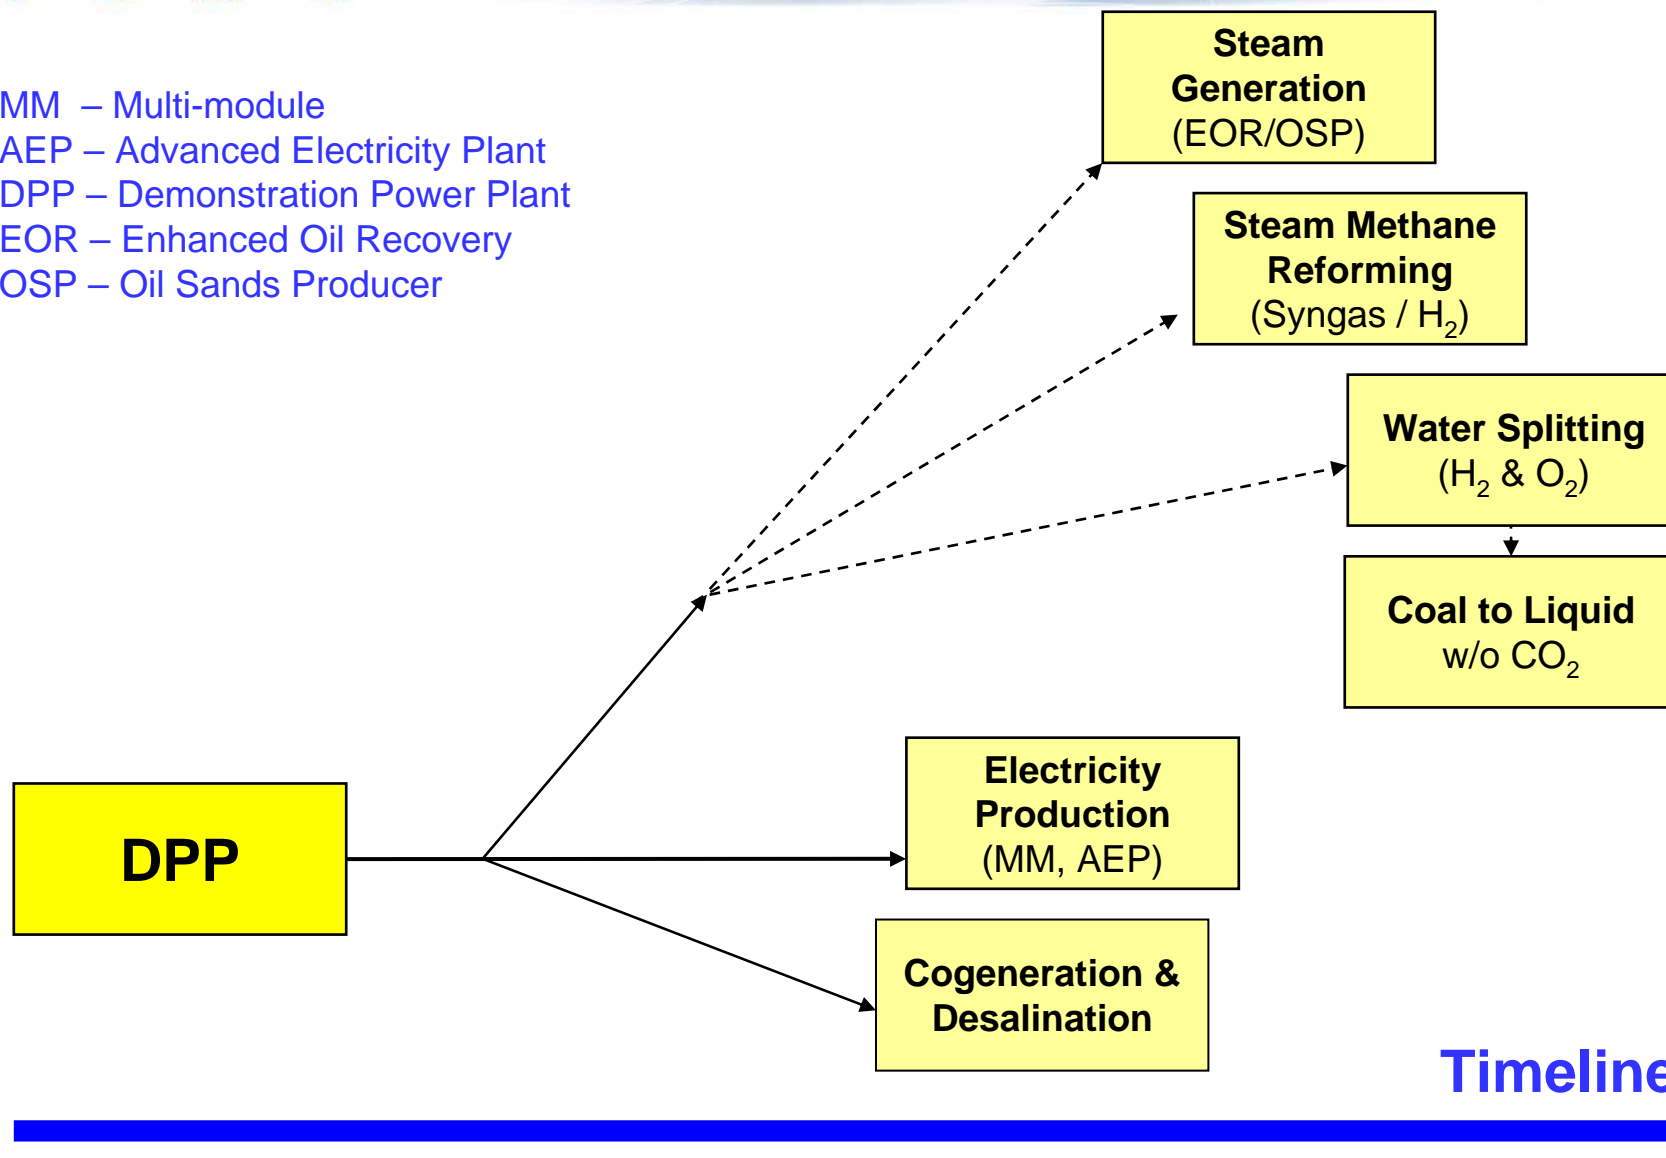 MM – Multi-module
AEP – Advanced Electricity Plant
DPP – Demonstration Power Plant
EOR – Enhanced Oil Recovery
OSP – Oil Sands Producer
Steam
Generation
(EOR/OSP)
Steam Methane
Reforming
(Syngas / H₂)
Water Splitting
(H₂ & O₂)
Coal to Liquid
w/o CO₂
Electricity
Production
(MM, AEP)
DPP
Cogeneration &
Desalination
Timeline